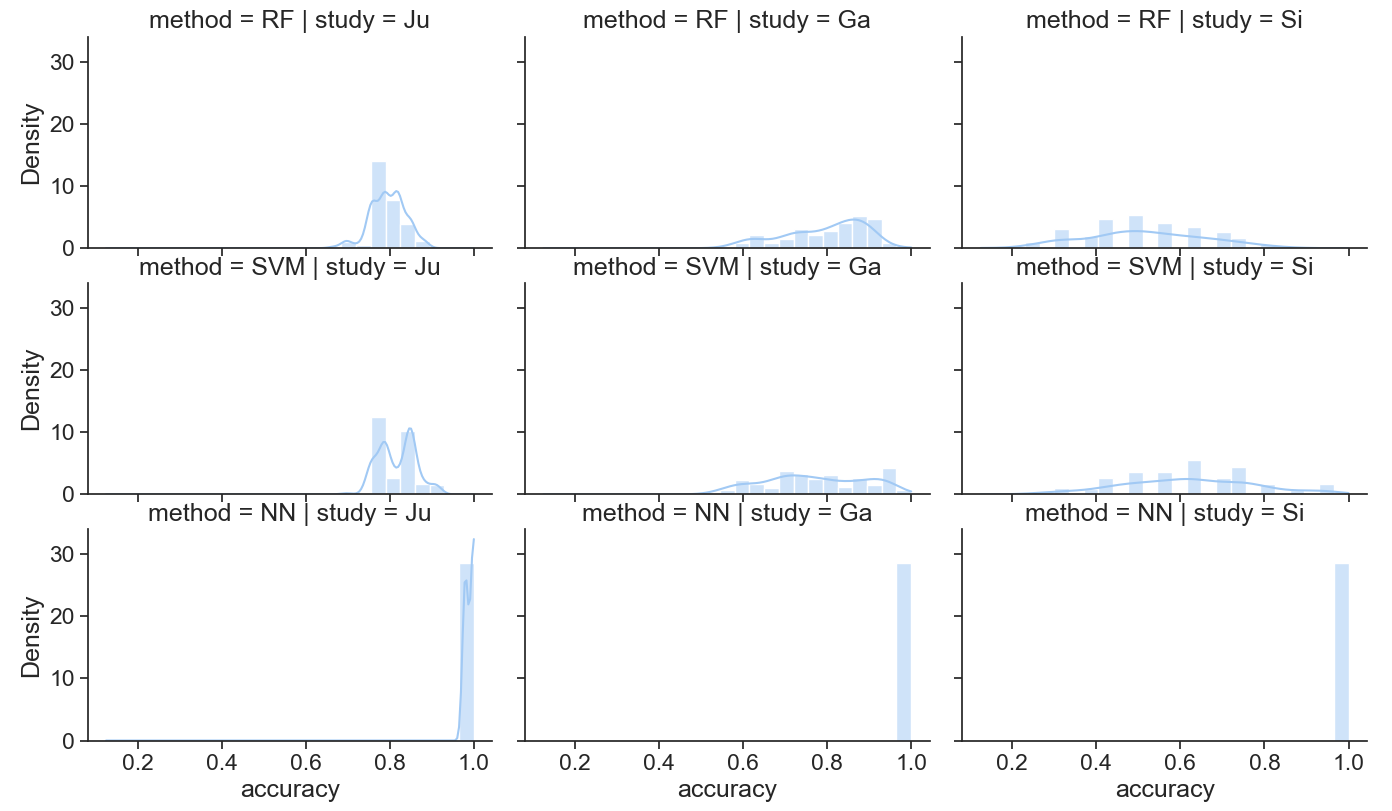 method = RF | study = Ju
method = RF | study = Ga
method = RF | study = Si
30
20
10
0
Density
method = SVM | study = Ju
method = SVM | study = Ga
method = SVM | study = Si
30
20
10
0
Density
method = NN | study = Ju
method = NN | study = Ga
method = NN | study = Si
30
20
10
0
Density
0.2 0.4 0.6 0.8 1.0
0.2 0.4 0.6 0.8 1.0
0.2 0.4 0.6 0.8 1.0
accuracy
accuracy
accuracy